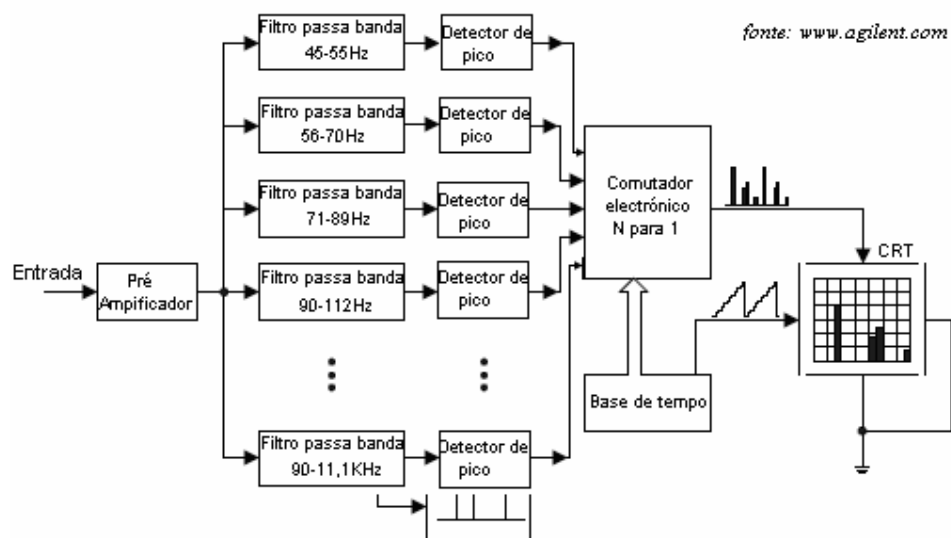 fonte: www.agilent.com
Filtro passa banda
45-55Hz
Detector de
pico
Filtro passa banda
56-70Hz
Detector de
pico
Filtro passa banda
71-89Hz
Detector de
pico
Comutador
electrónico
N para 1
Entrada
Pré
Ampificador
Filtro passa banda
90-112Hz
Detector de
pico
CRT
Base de tempo
Filtro passa banda
90-11,1KHz
Detector de
pico